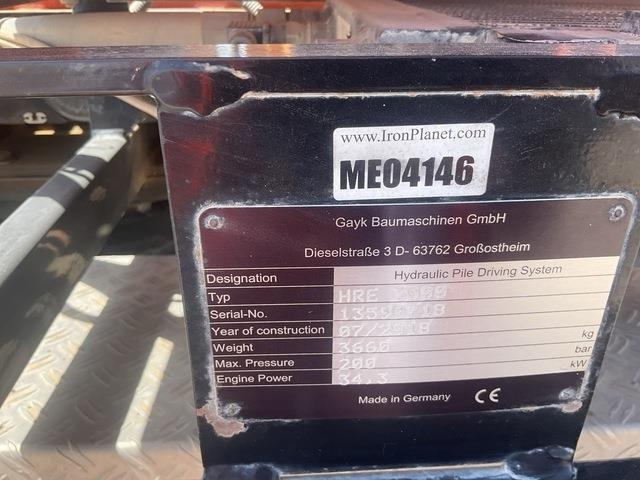 www.IronPlanet.com
ME04146
Gayk Baumaschinen GmbH
Dieselstraße 3 D- 63762 Großostheim
Designation Hydraulic Pile Driving System
Typ HRE
Serial-No.
Year of construction 07/2018
Weight 3660 kg
Max. Pressure 200 bar
Engine Power 34,3 kW
Made in Germany CE